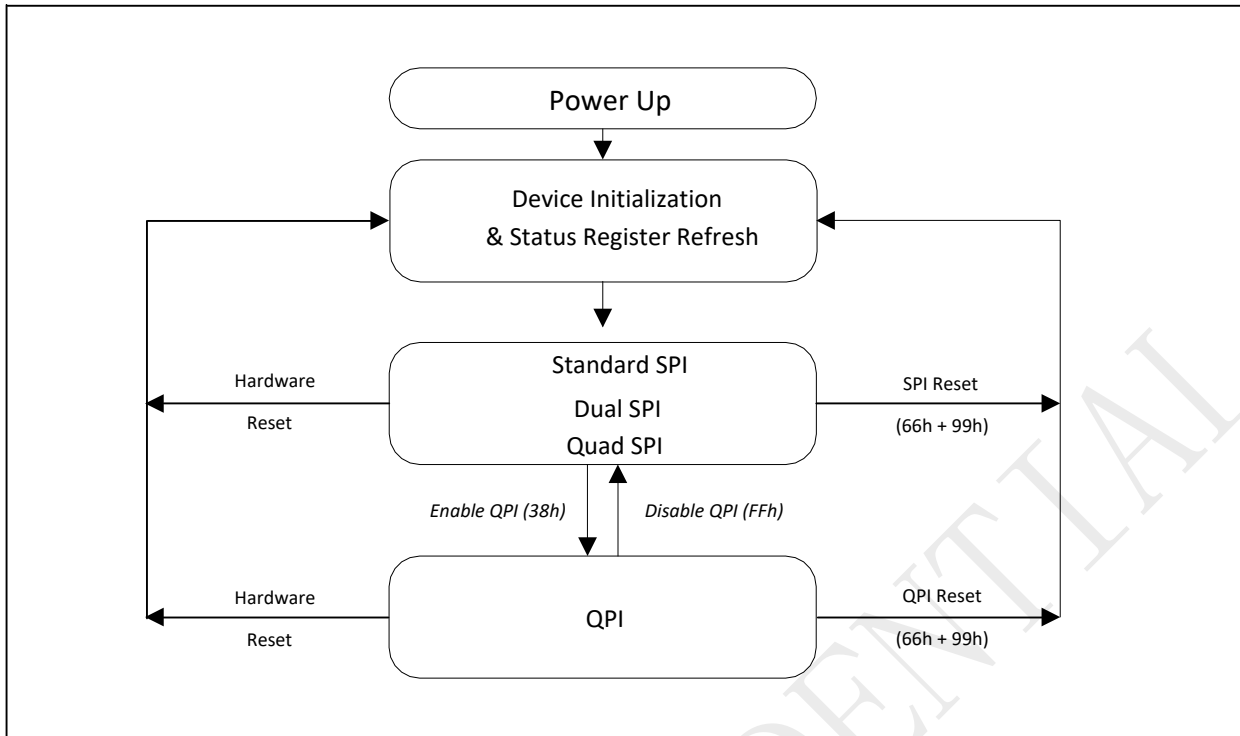 Power Up
Device Initialization
& Status Register Refresh
Standard SPI
Dual SPI
Quad SPI
Hardware
Reset
SPI Reset
(66h + 99h)
Enable QPI (38h)
Disable QPI (FFh)
QPI
Hardware
Reset
QPI Reset
(66h + 99h)
DENTIAL